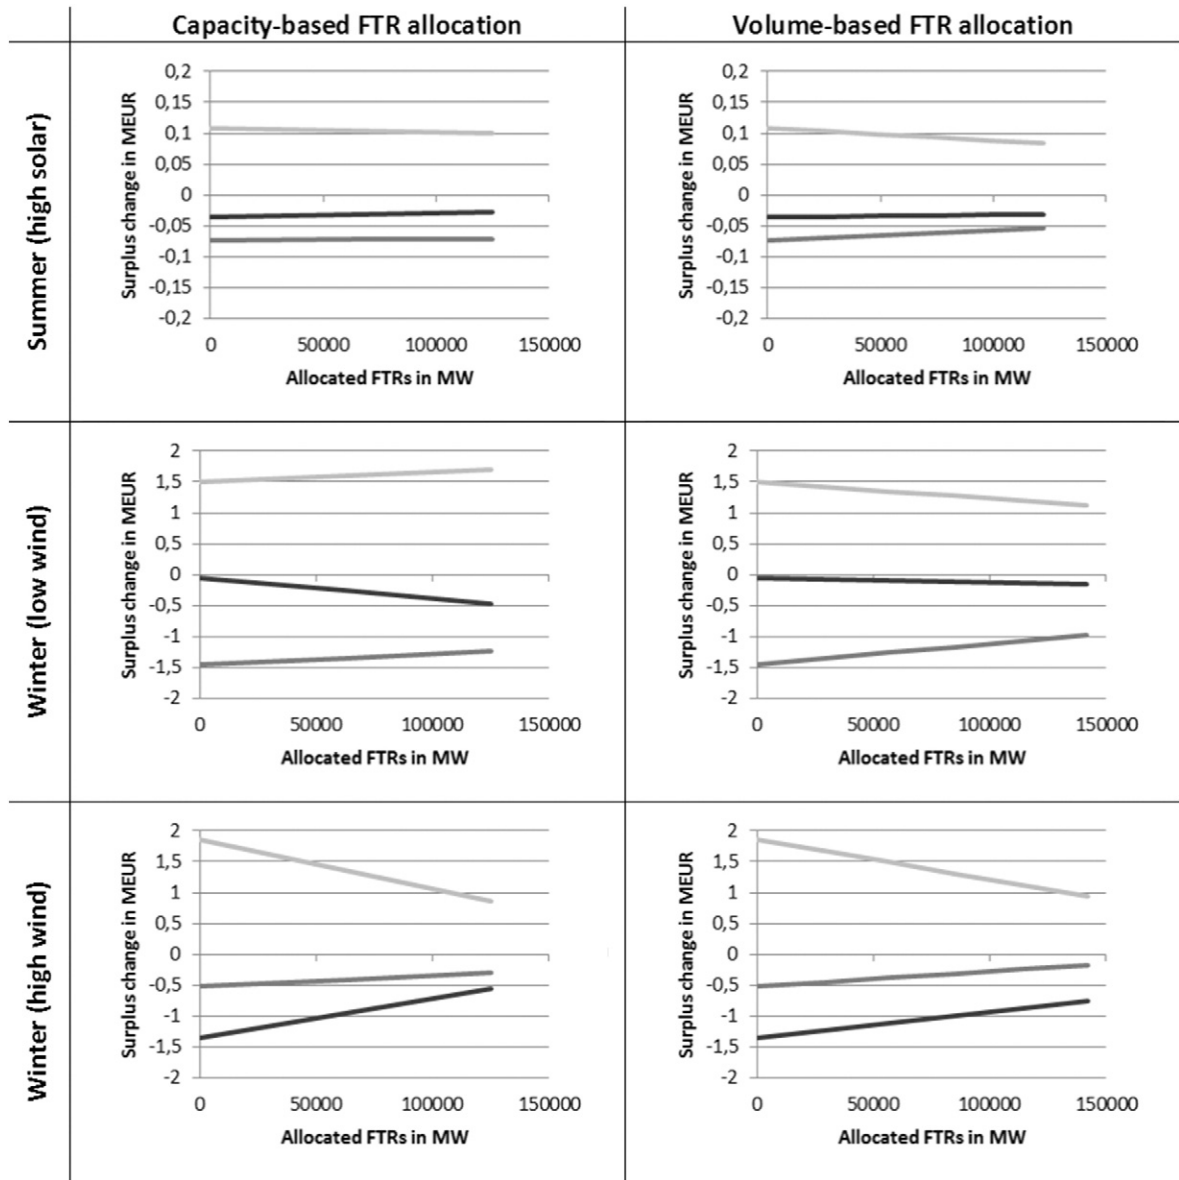 Capacity-based FTR allocation
Volume-based FTR allocation
Summer (high solar)
Surplus change in MEUR
0,2
0,15
0,1
0,05
0
-0,05
-0,1
-0,15
-0,2
0 50000 100000 150000
Allocated FTRs in MW
Surplus change in MEUR
0,2
0,15
0,1
0,05
0
-0,05
-0,1
-0,15
-0,2
0 50000 100000 150000
Allocated FTRs in MW
Winter (low wind)
Surplus change in MEUR
2
1,5
1
0,5
0
-0,5
-1
-1,5
-2
0 50000 100000 150000
Allocated FTRs in MW
Surplus change in MEUR
2
1,5
1
0,5
0
-0,5
-1
-1,5
-2
0 50000 100000 150000
Allocated FTRs in MW
Winter (high wind)
Surplus change in MEUR
2
1,5
1
0,5
0
-0,5
-1
-1,5
-2
0 50000 100000 150000
Allocated FTRs in MW
Surplus change in MEUR
2
1,5
1
0,5
0
-0,5
-1
-1,5
-2
0 50000 100000 150000
Allocated FTRs in MW